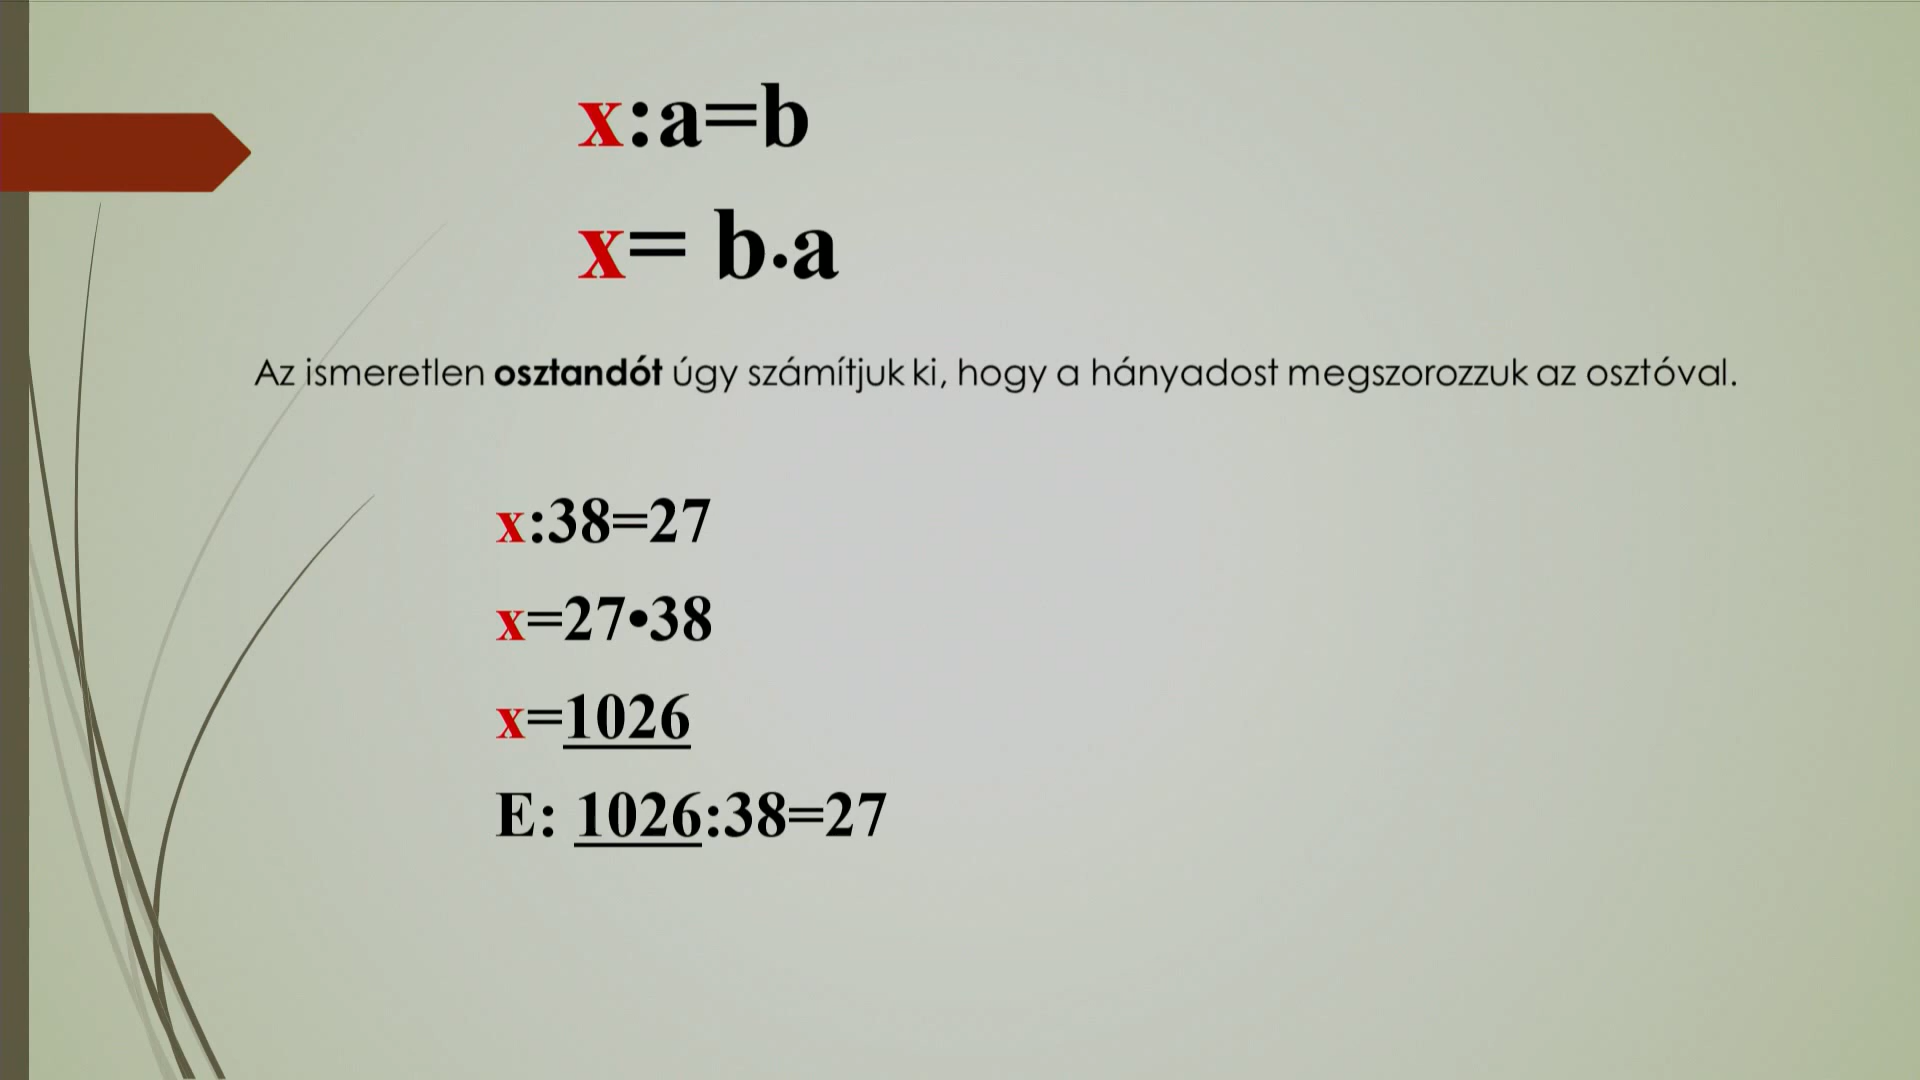 x:a=b
x= b·a
Az ismeretlen osztandót úgy számítjuk ki, hogy a hányadost megszorozzuk az osztóval.
x:38=27
x=27•38
x=1026
E: 1026:38=27